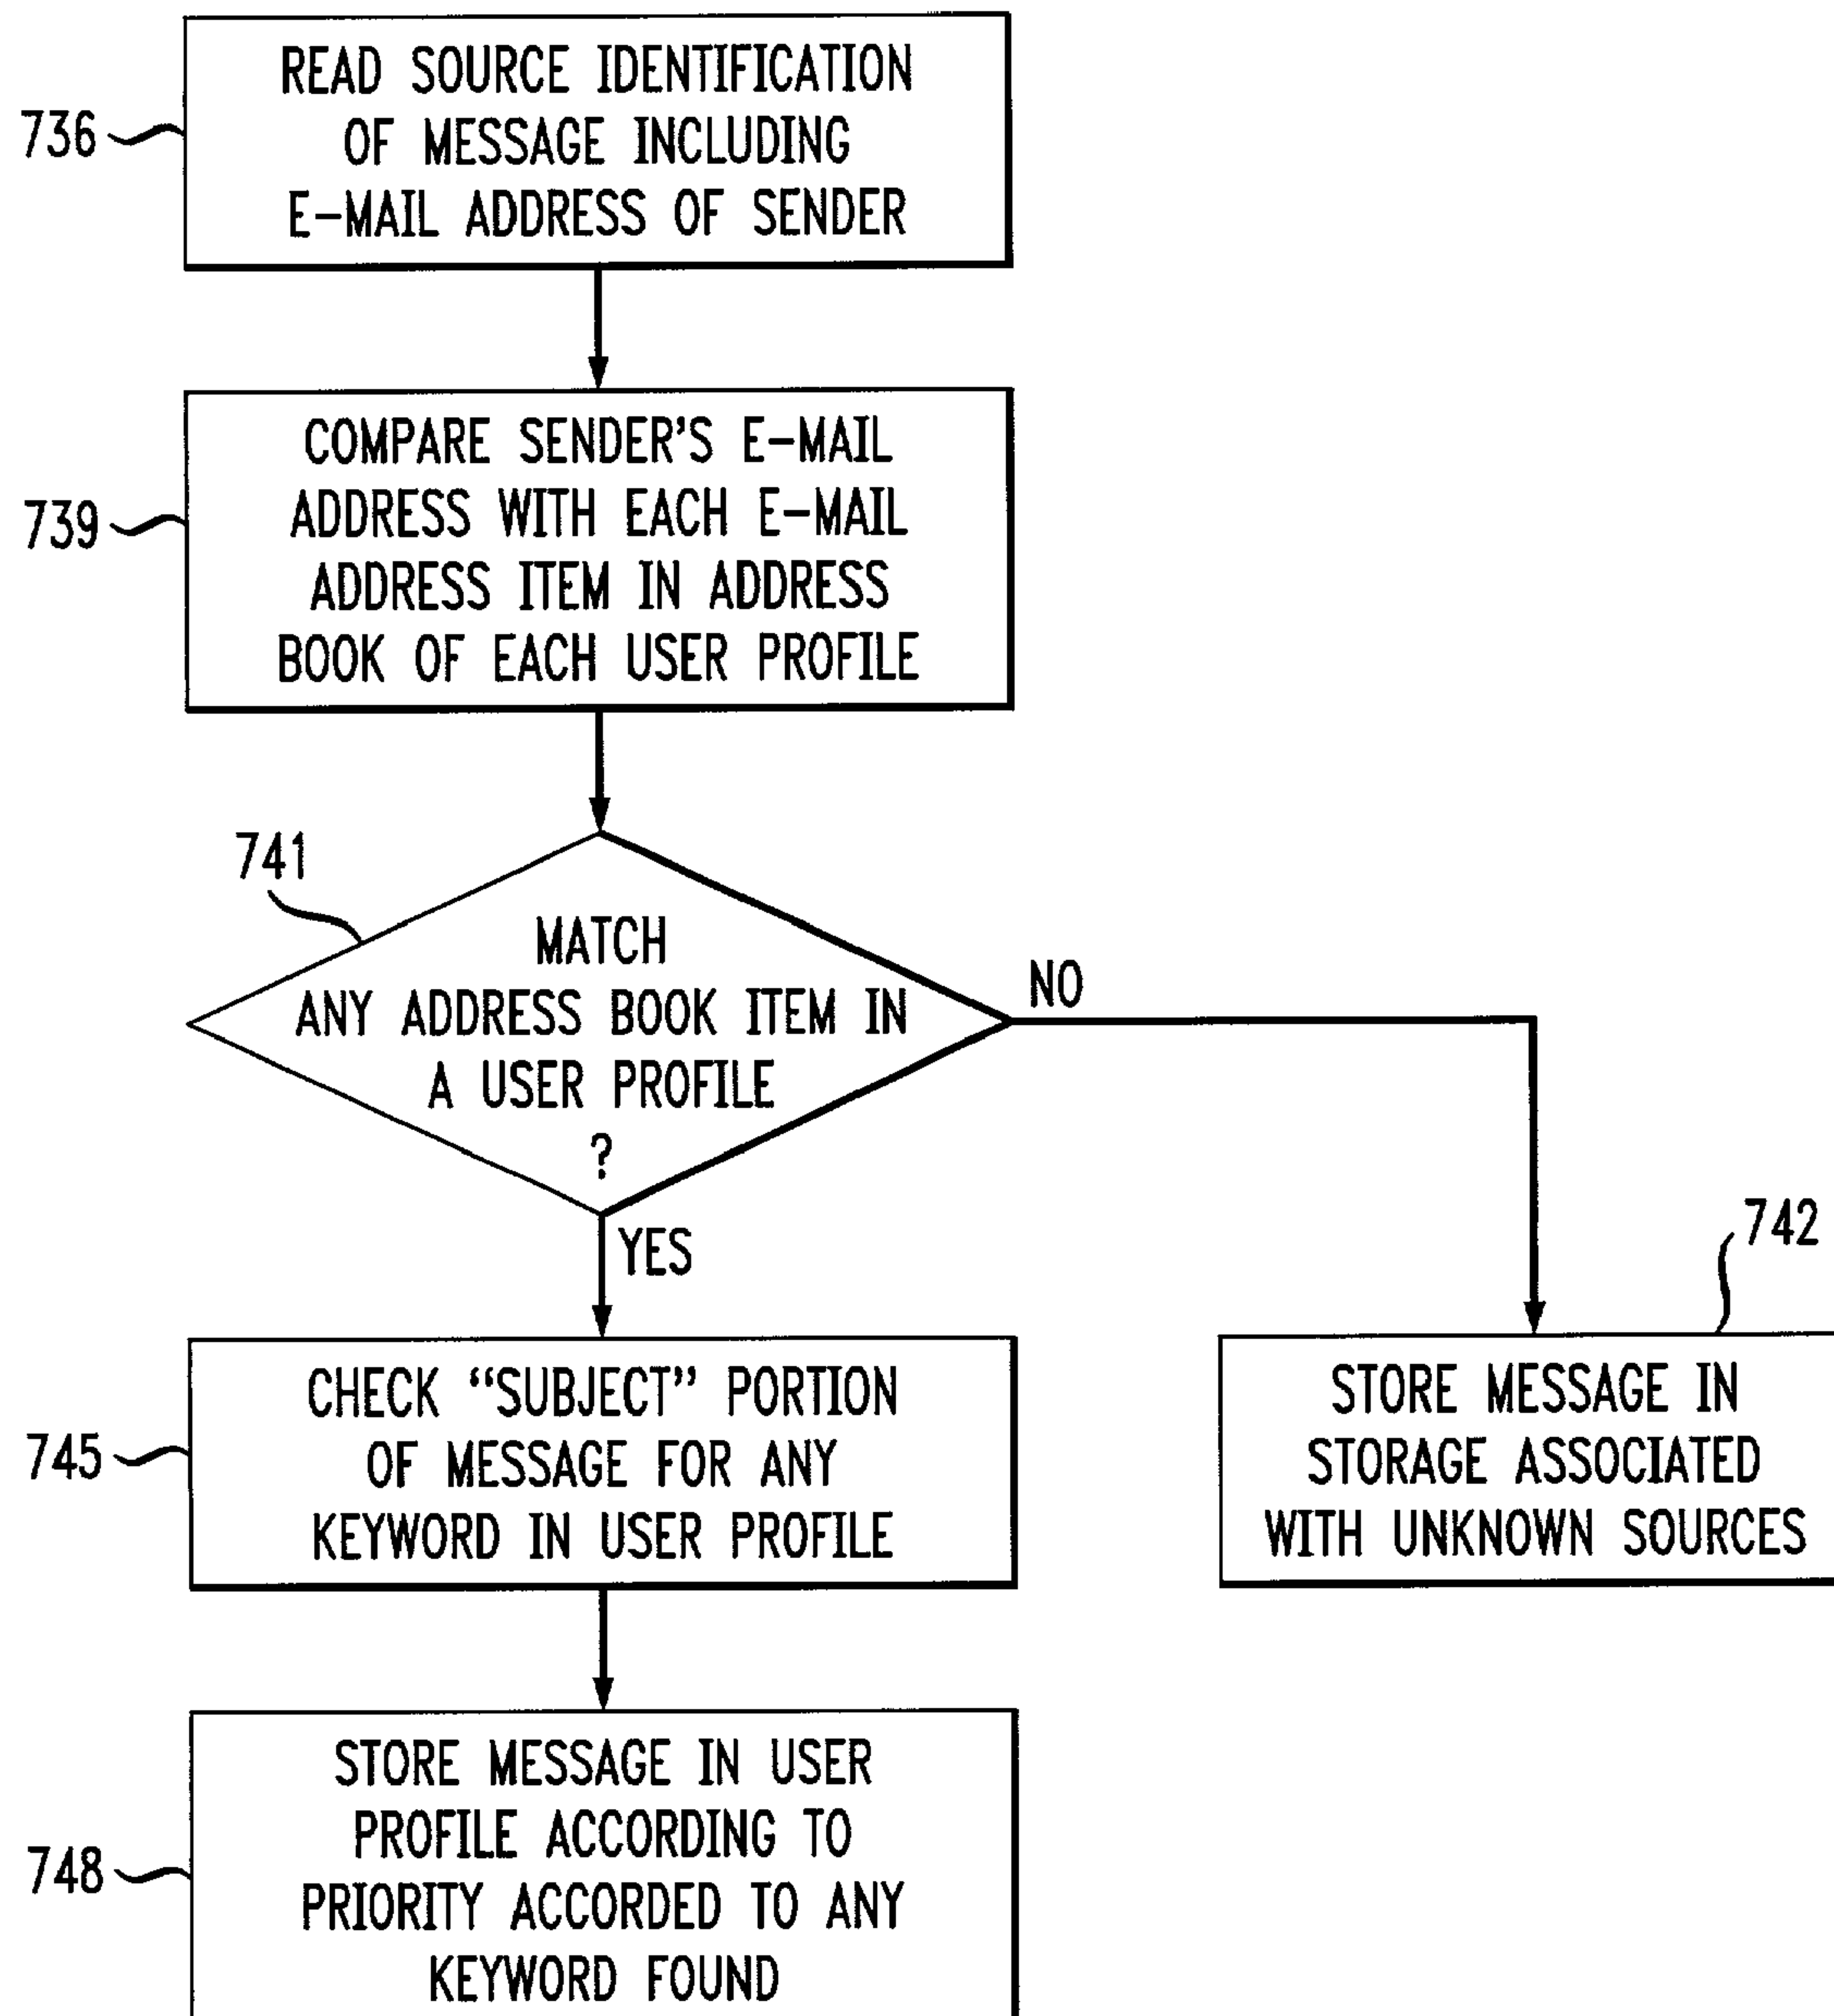 READ SOURCE IDENTIFICATION
OF MESSAGE INCLUDING
E-MAIL ADDRESS OF SENDER
736
COMPARE SENDER'S E-MAIL
ADDRESS WITH EACH E-MAIL
ADDRESS ITEM IN ADDRESS
BOOK OF EACH USER PROFILE
739
741
MATCH
ANY ADDRESS BOOK ITEM IN
A USER PROFILE
?
NO
YES
742
CHECK “SUBJECT” PORTION
OF MESSAGE FOR ANY
KEYWORD IN USER PROFILE
745
STORE MESSAGE IN
STORAGE ASSOCIATED
WITH UNKNOWN SOURCES
STORE MESSAGE IN USER
PROFILE ACCORDING TO
PRIORITY ACCORDED TO ANY
KEYWORD FOUND
748